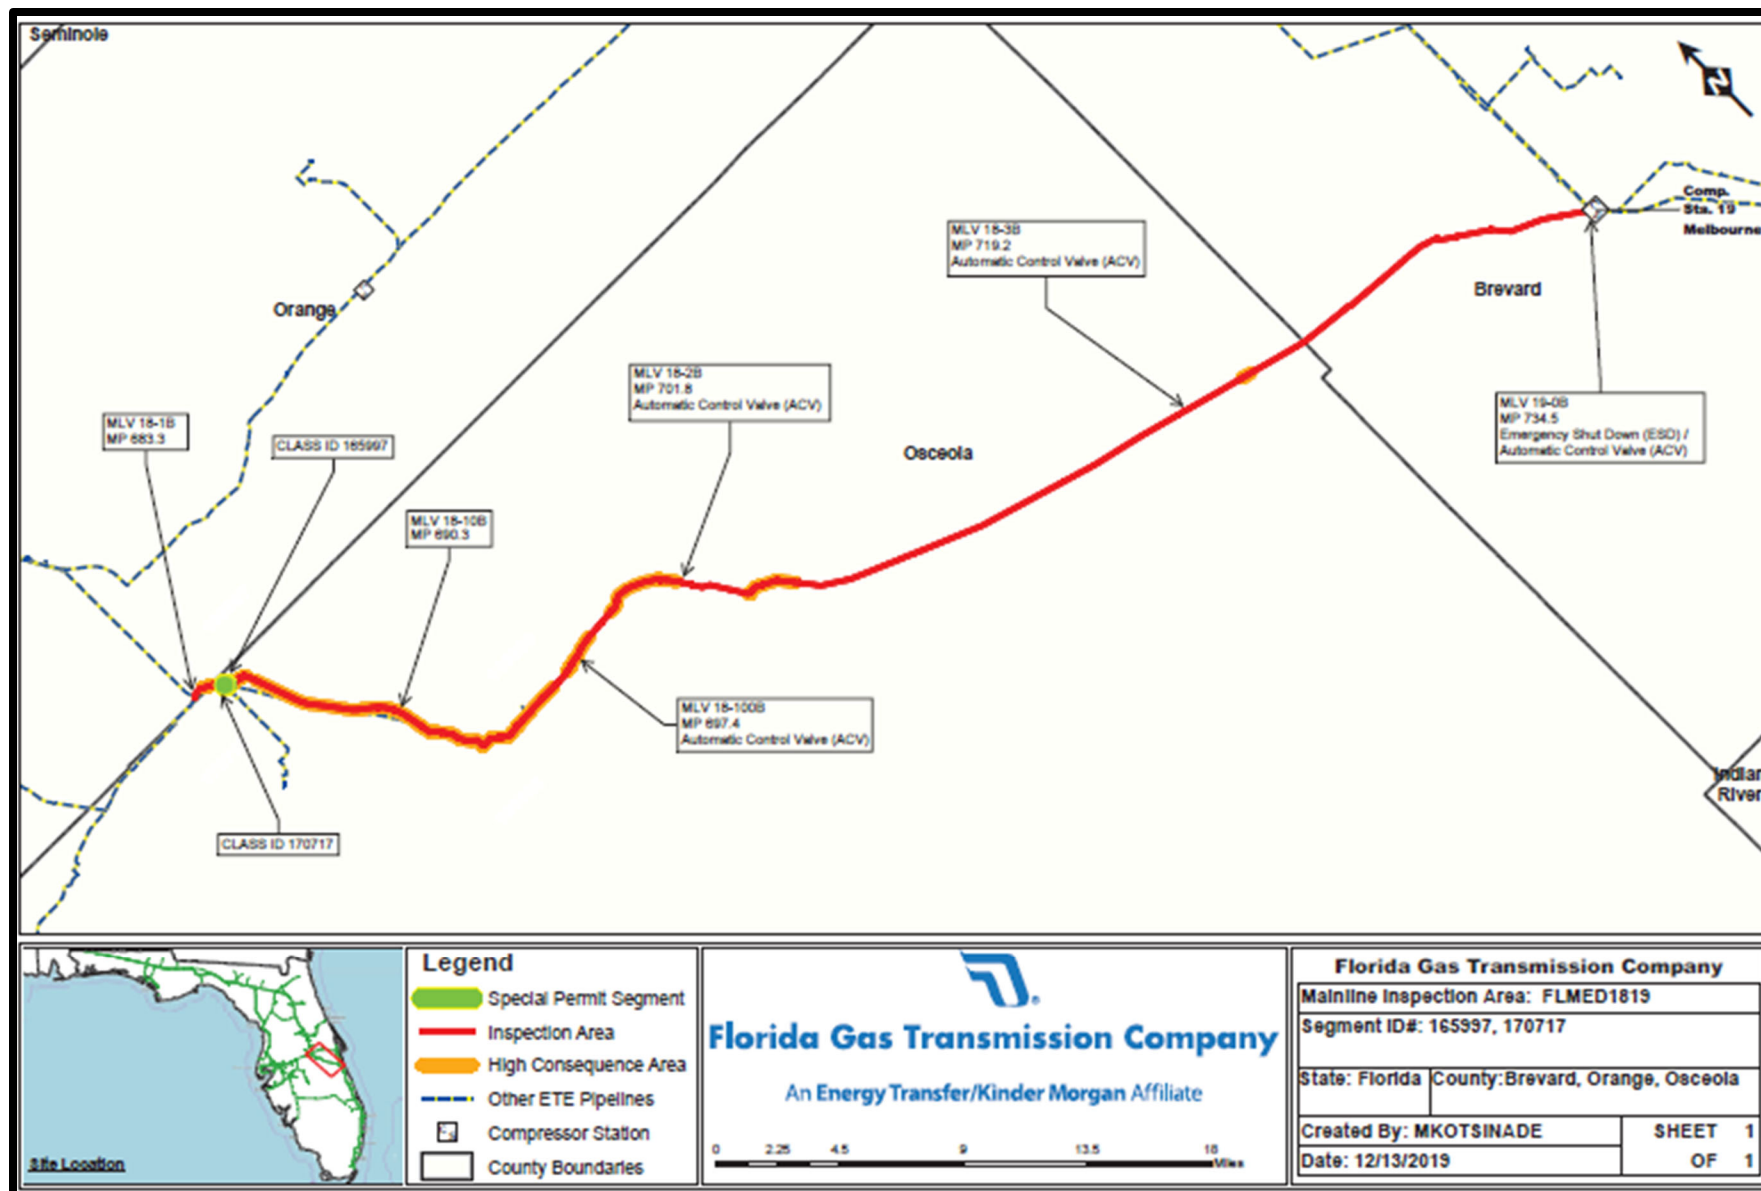 Seminole
Comp.
Sta. 19
Melbourne
MLV 18-3B
MP 719.2
Automatic Control Valve (ACV)
Brevard
Orange
MLV 18-2B
MP 701.8
Automatic Control Valve (ACV)
MLV 19-0B
MP 734.5
Emergency Shut Down (ESD) /
Automatic Control Valve (ACV)
MLV 18-1B
MP 683.3
CLASS ID 165997
Osceola
MLV 18-10B
MP 690.3
MLV 18-100B
MP 697.4
Automatic Control Valve (ACV)
Indian
River
CLASS ID 170717
Site Location
Legend
Special Permit Segment
Inspection Area
High Consequence Area
Other ETE Pipelines
Compressor Station
County Boundaries
Florida Gas Transmission Company
An Energy Transfer/Kinder Morgan Affiliate
0 2.25 4.5 9 13.5 18
Miles
Florida Gas Transmission Company
Mainline Inspection Area: FLMED1819
Segment ID#: 165997, 170717
State: Florida County:Brevard, Orange, Osceola
Created By: MKOTSINADE SHEET 1
Date: 12/13/2019 OF 1